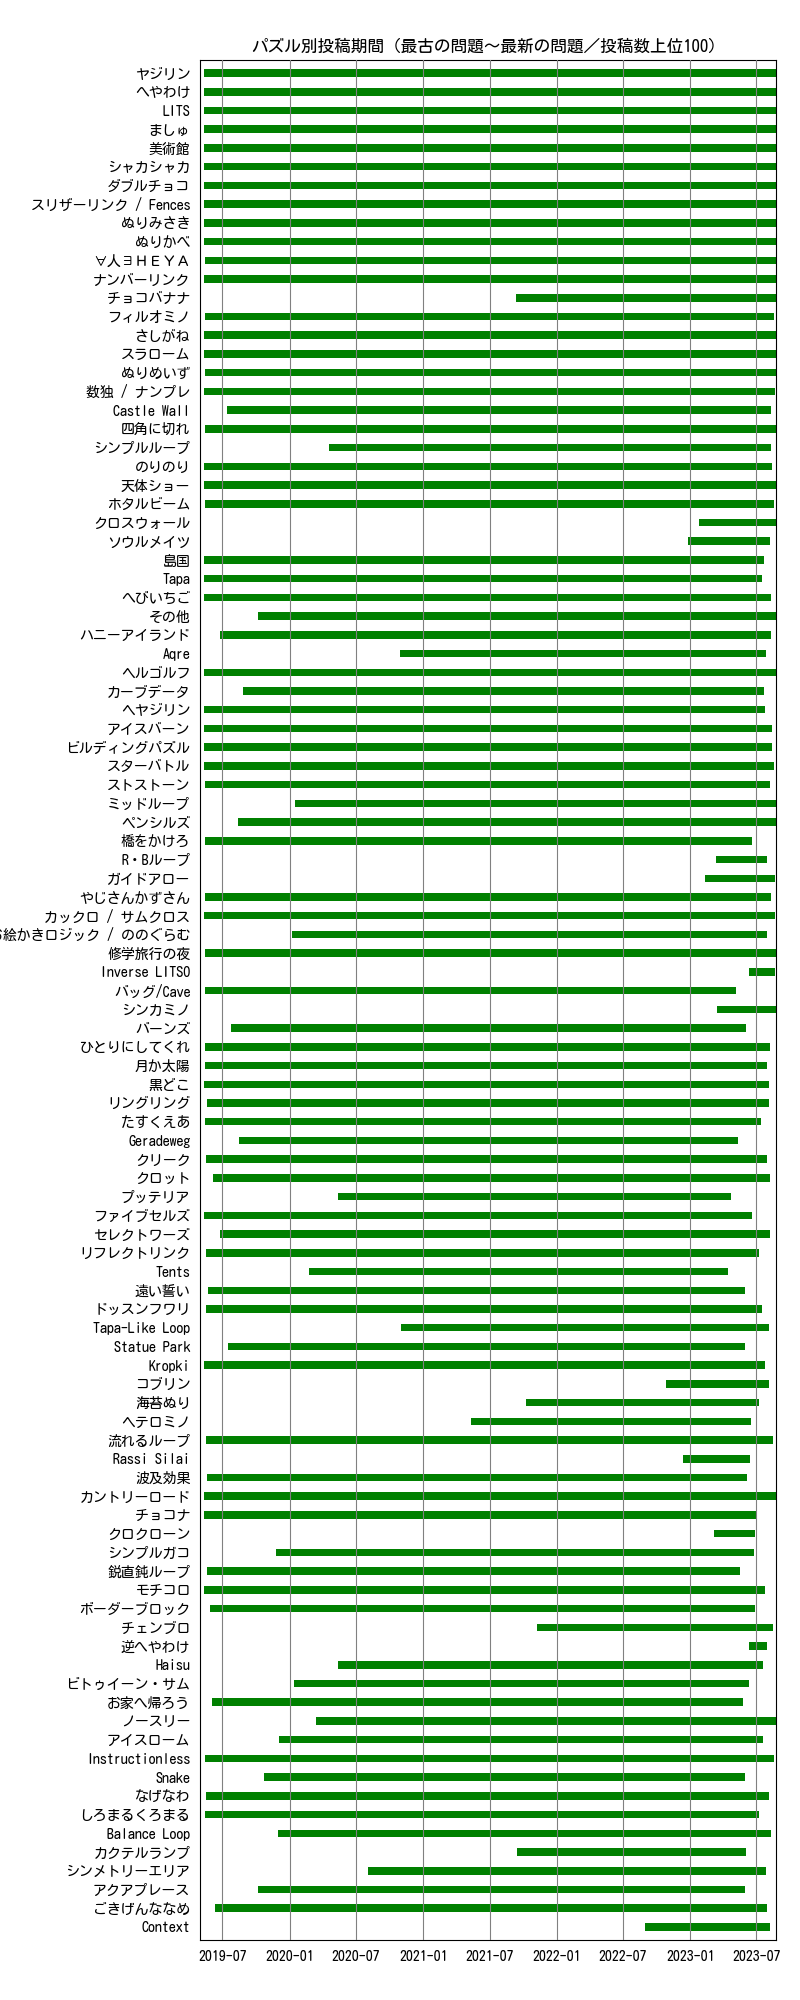 パズル別投稿期間（最古の問題～最新の問題／投稿数上位100）
ヤジリン
へやわけ
LITS
ましゅ
美術館
シャカシャカ
ダブルチョコ
スリザーリンク / Fences
ぬりみさき
ぬりかべ
∀人∃ＨＥＹＡ
ナンバーリンク
チョコバナナ
フィルオミノ
さしがね
スラローム
ぬりめいず
数独 / ナンプレ
Castle Wall
四角に切れ
シンプルループ
のりのり
天体ショー
ホタルビーム
クロスウォール
ソウルメイツ
島国
Tapa
へびいちご
その他
ハニーアイランド
Aqre
ヘルゴルフ
カーブデータ
ヘヤジリン
アイスバーン
ビルディングパズル
スターバトル
ストストーン
ミッドループ
ペンシルズ
橋をかけろ
R・Bループ
ガイドアロー
やじさんかずさん
カックロ / サムクロス
お絵かきロジック / ののぐらむ
修学旅行の夜
Inverse LITSO
バッグ/Cave
シンカミノ
バーンズ
ひとりにしてくれ
月か太陽
黒どこ
リングリング
たすくえあ
Geradeweg
クリーク
クロット
プッテリア
ファイブセルズ
セレクトワーズ
リフレクトリンク
Tents
遠い誓い
ドッスンフワリ
Tapa-Like Loop
Statue Park
Kropki
コブリン
海苔ぬり
ヘテロミノ
流れるループ
Rassi Silai
波及効果
カントリーロード
チョコナ
クロクローン
シンプルガコ
鋭直鈍ループ
モチコロ
ボーダーブロック
チェンブロ
逆へやわけ
Haisu
ビトゥイーン・サム
お家へ帰ろう
ノースリー
アイスローム
Instructionless
Snake
なげなわ
しろまるくろまる
Balance Loop
カクテルランプ
シンメトリーエリア
アクアプレース
ごきげんななめ
Context
2019-07 2020-01 2020-07 2021-01 2021-07 2022-01 2022-07 2023-01 2023-07